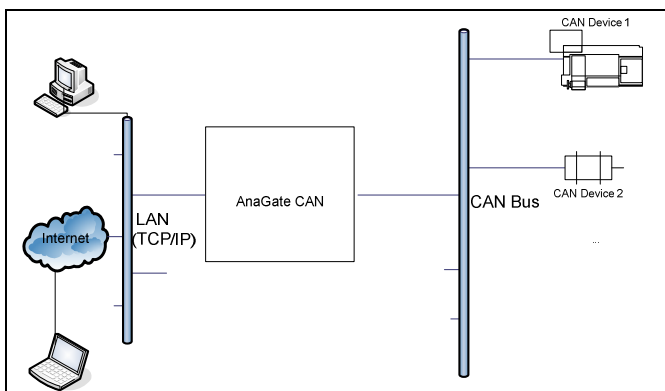 CAN Device 1
AnaGate CAN
LAN
(TCP/IP)
Internet
CAN Bus
CAN Device 2
...